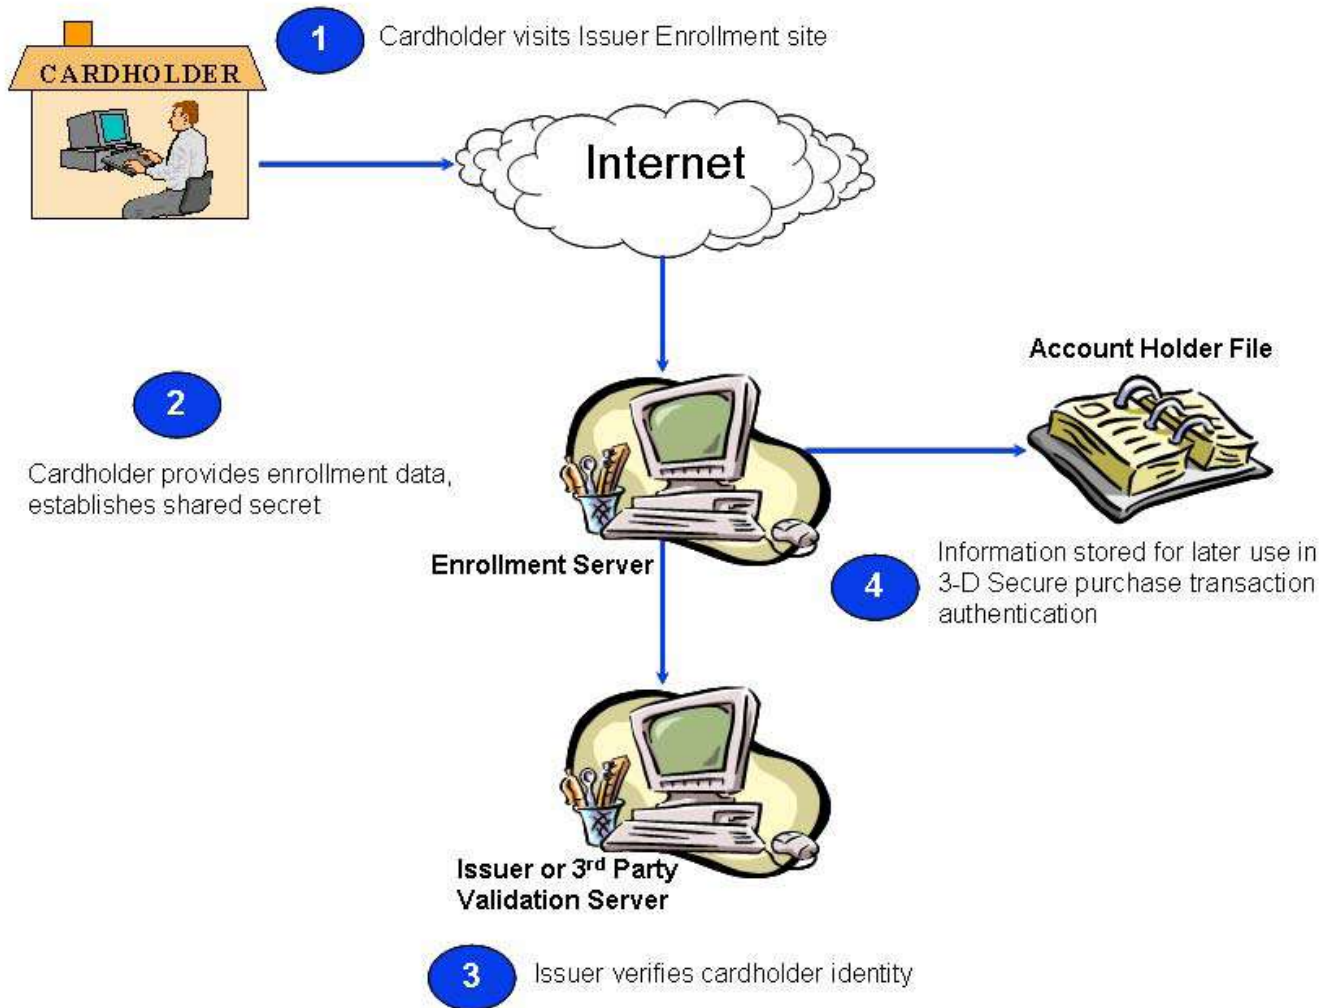 1
Cardholder visits Issuer Enrollment site
CARDHOLDER
Internet
Account Holder File
2
Cardholder provides enrollment data,
establishes shared secret
Enrollment Server
4
Information stored for later use in
3-D Secure purchase transaction
authentication
Issuer or 3rd Party
Validation Server
3
Issuer verifies cardholder identity